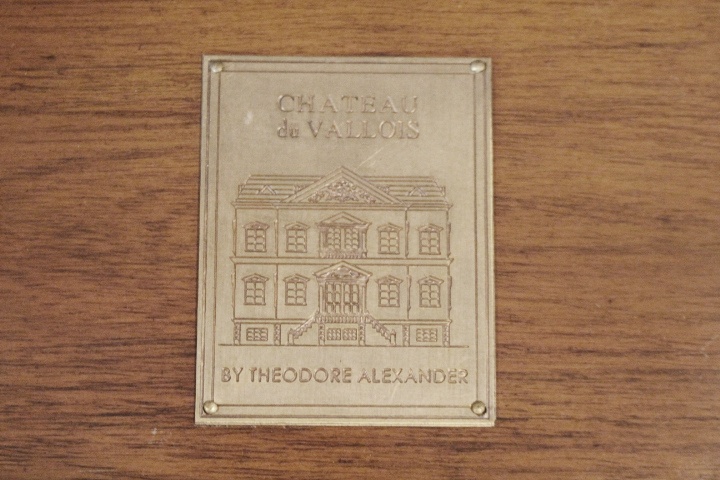 CHATEAU
du VALLOIS
BY THEODORE ALEXANDER